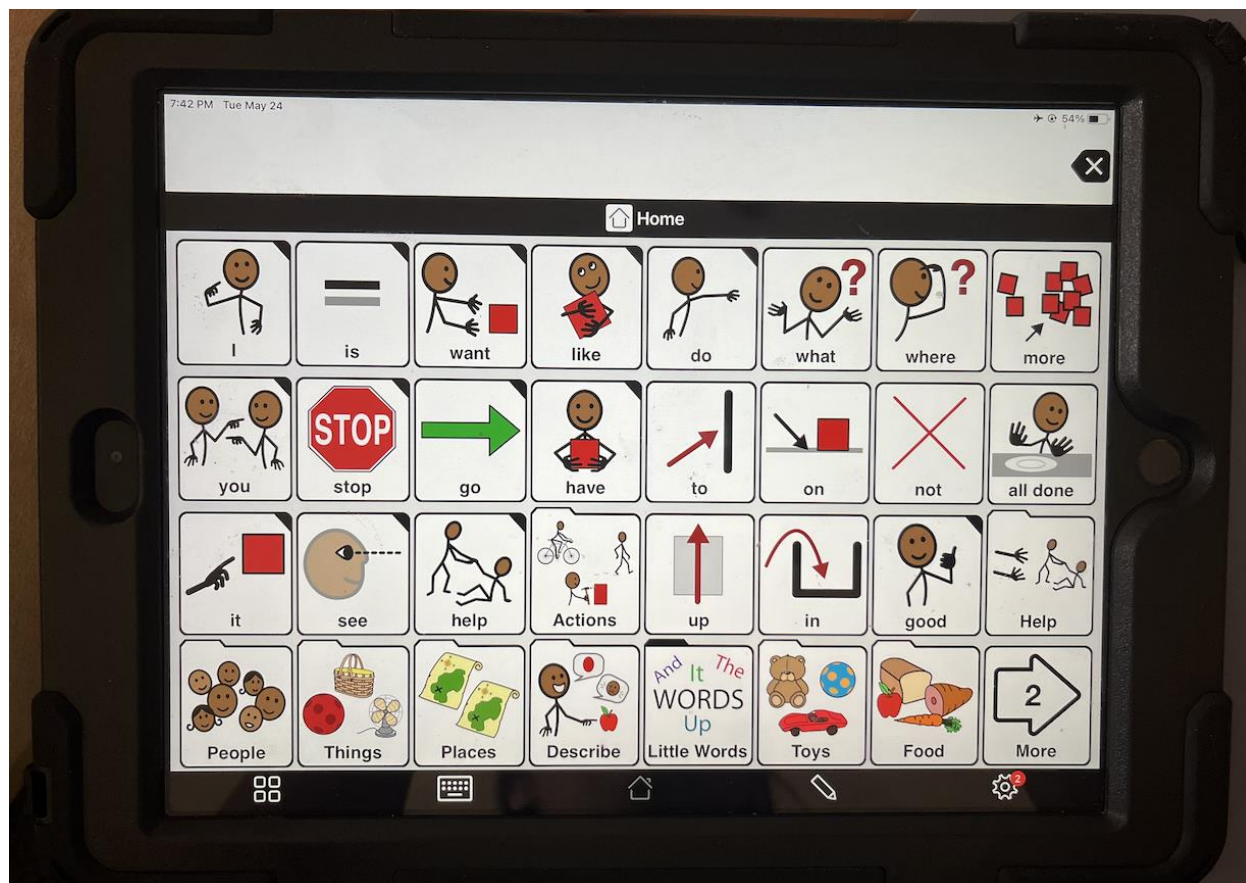 7:42 PM Tue May 24
54%
Home
? ?
I is want like do what where more
STOP
you stop go have to on not all done
it see help Actions up in good Help
And It The
WORDS
Up
2
People Things Places Describe Little Words Toys Food More
2